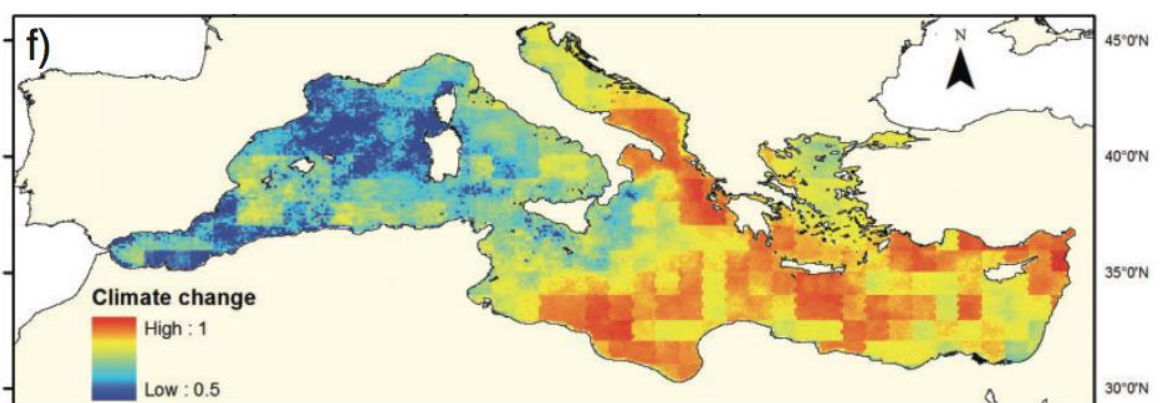 f)
N
45°0'N
40°0'N
35°0'N
30°0'N
Climate change
High : 1
Low : 0.5